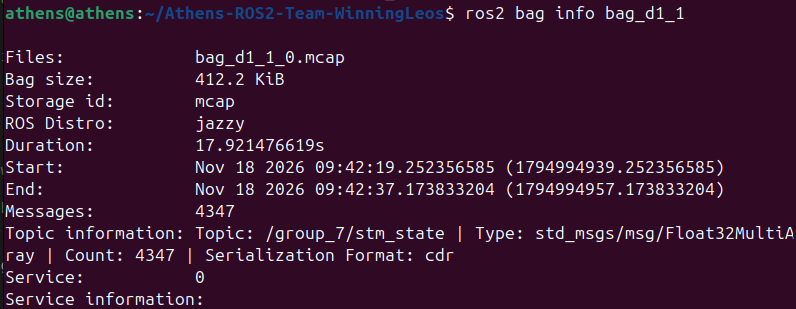 athens@athens:~/Athens-ROS2-Team-WinningLeos$ ros2 bag info bag_d1_1
Files:             bag_d1_1_0.mcap
Bag size:          412.2 KiB
Storage id:        mcap
ROS Distro:        jazzy
Duration:          17.921476619s
Start:             Nov 18 2026 09:42:19.252356585 (1794994939.252356585)
End:               Nov 18 2026 09:42:37.173833204 (1794994957.173833204)
Messages:          4347
Topic information: Topic: /group_7/stm_state | Type: std_msgs/msg/Float32MultiA
ray | Count: 4347 | Serialization Format: cdr
Service:           0
Service information: